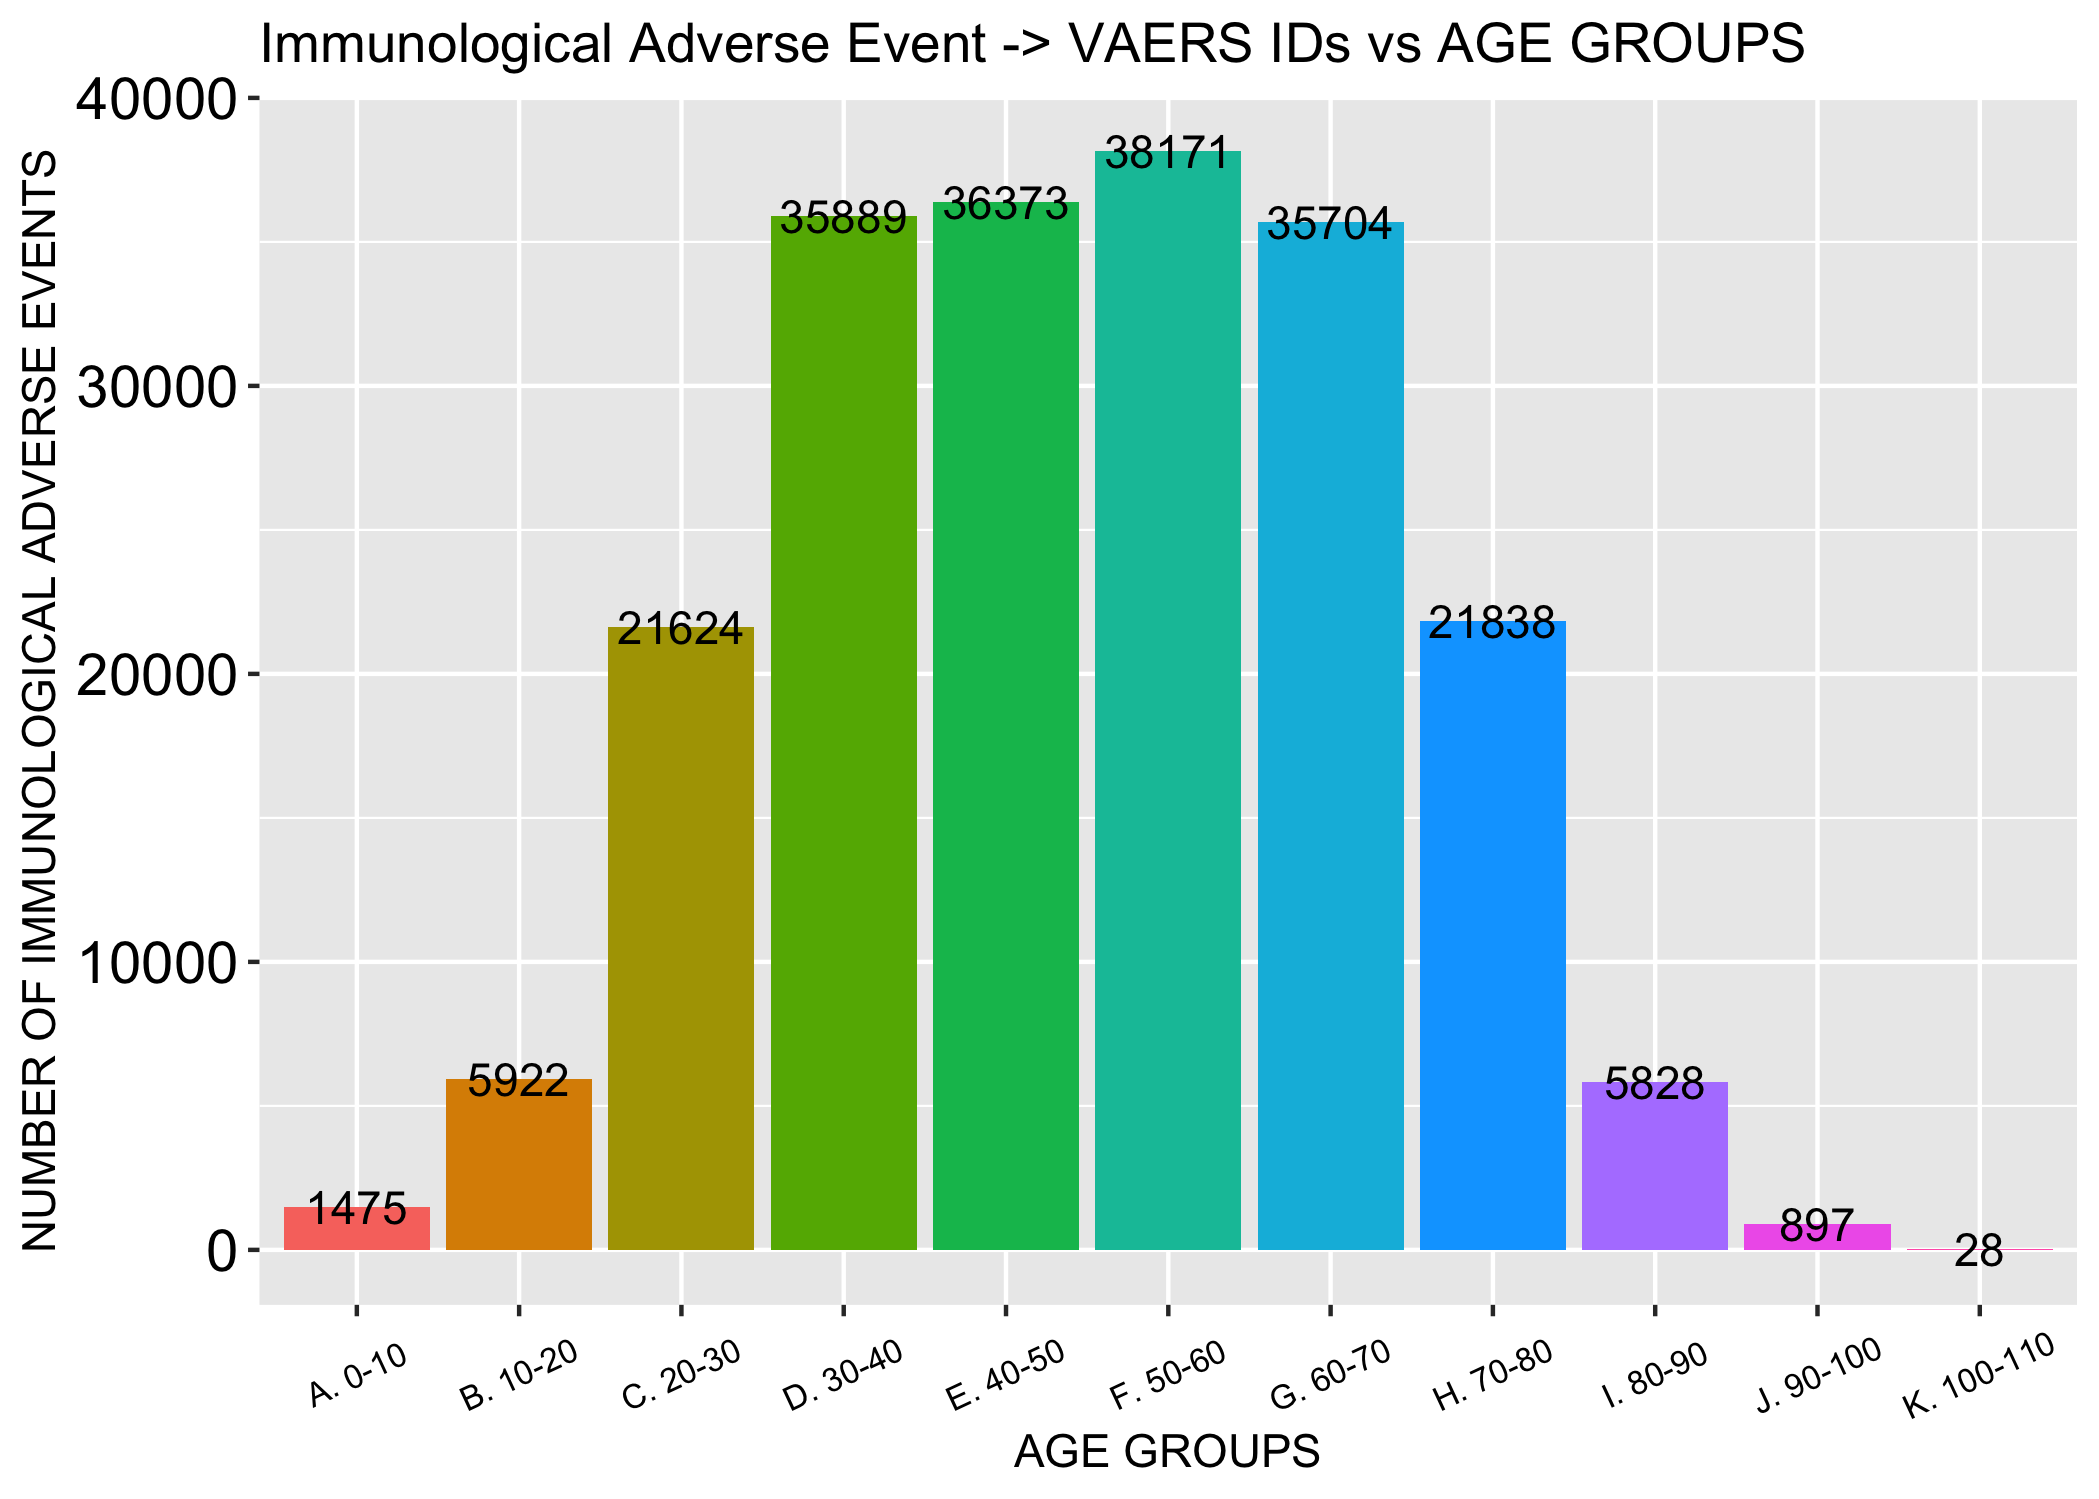 Immunological Adverse Event -> VAERS IDs vs AGE GROUPS
NUMBER OF IMMUNOLOGICAL ADVERSE EVENTS
40000
30000
20000
10000
0
1475
5922
21624
35889
36373
38171
35704
21838
5828
897
28
A. 0-10
B. 10-20
C. 20-30
D. 30-40
E. 40-50
F. 50-60
G. 60-70
H. 70-80
I. 80-90
J. 90-100
K. 100-110
AGE GROUPS